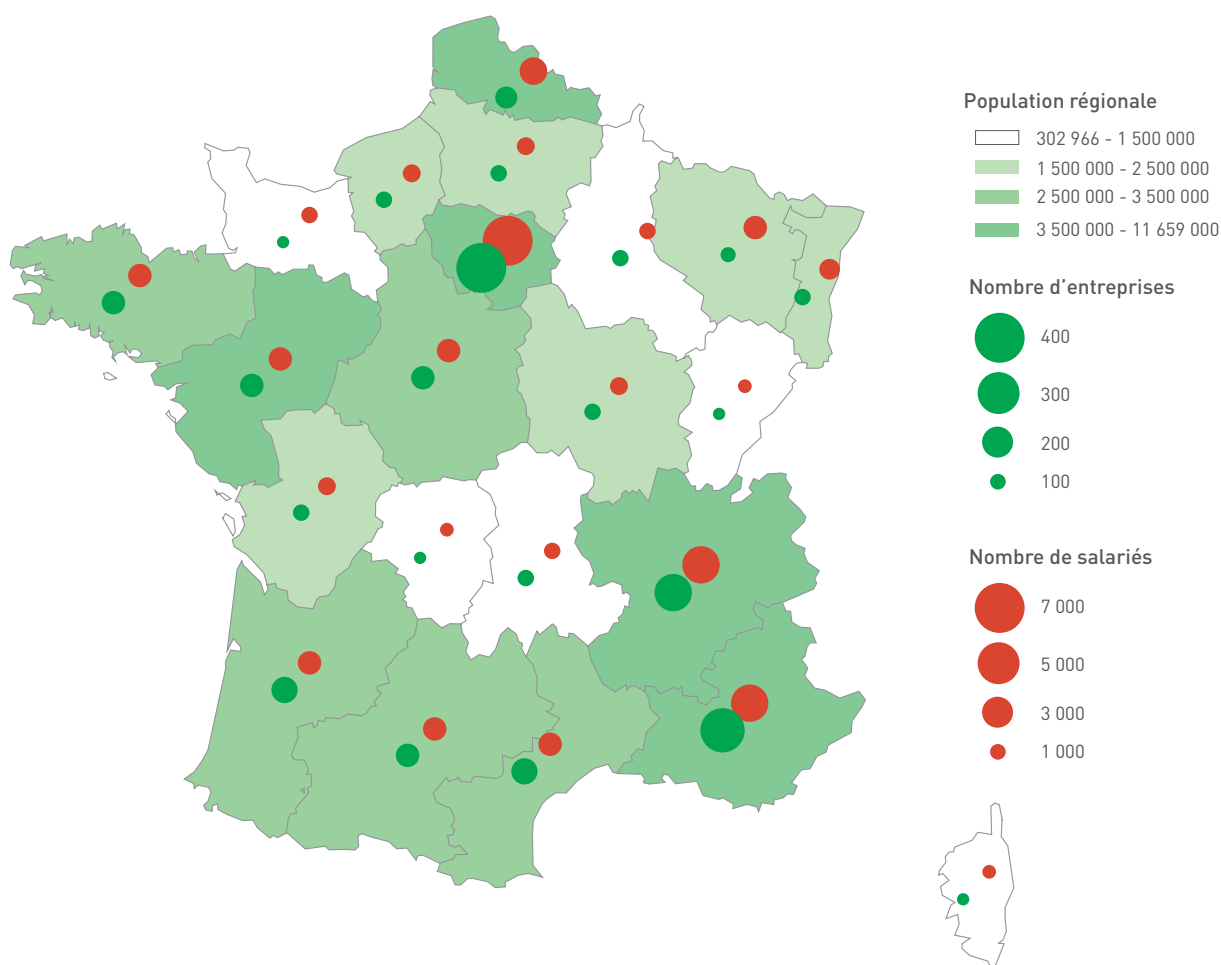 Population régionale
302 966 - 1 500 000
1 500 000 - 2 500 000
2 500 000 - 3 500 000
3 500 000 - 11 659 000
Nombre d’entreprises
400
300
200
100
Nombre de salariés
7 000
5 000
3 000
1 000